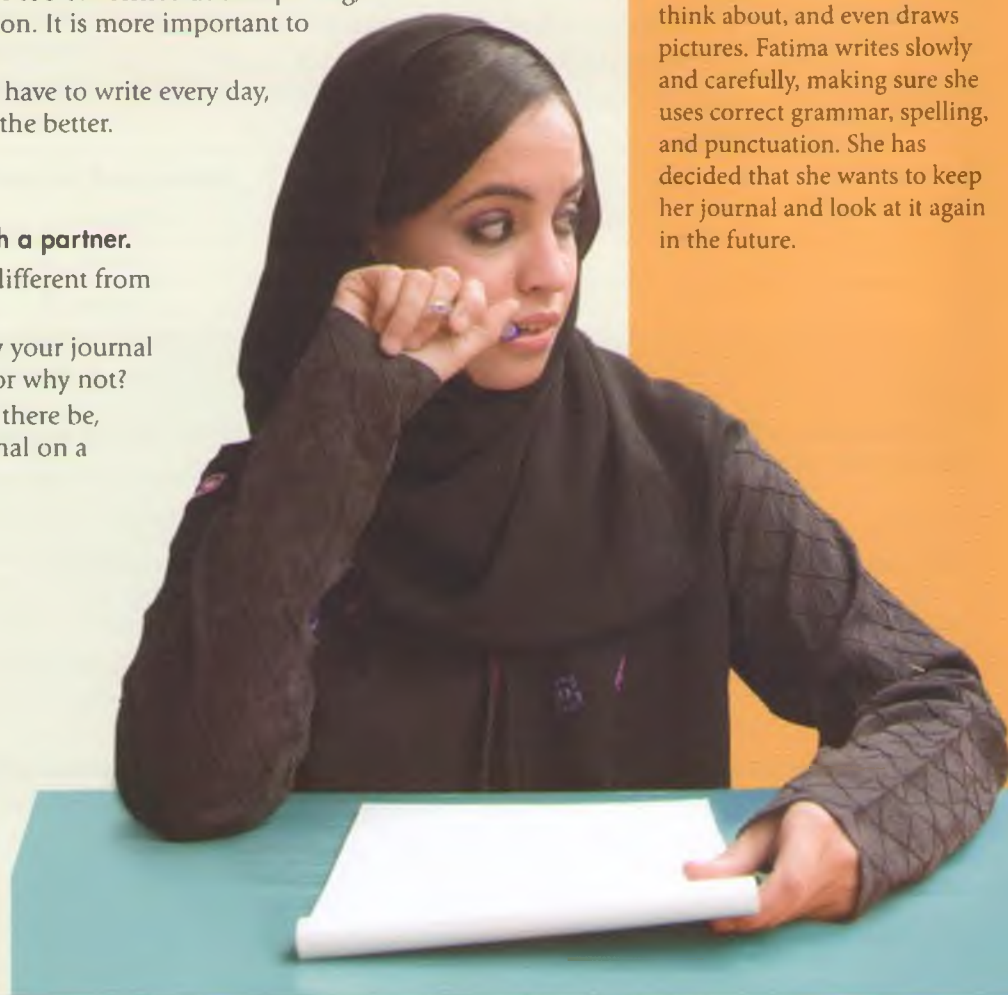 on. It is more important to
have to write every day,
the better.
h a partner.
different from
your journal
or why not?
there be,
nal on a
think about, and even draws
pictures. Fatima writes slowly
and carefully, making sure she
uses correct grammar, spelling,
and punctuation. She has
decided that she wants to keep
her journal and look at it again
in the future.